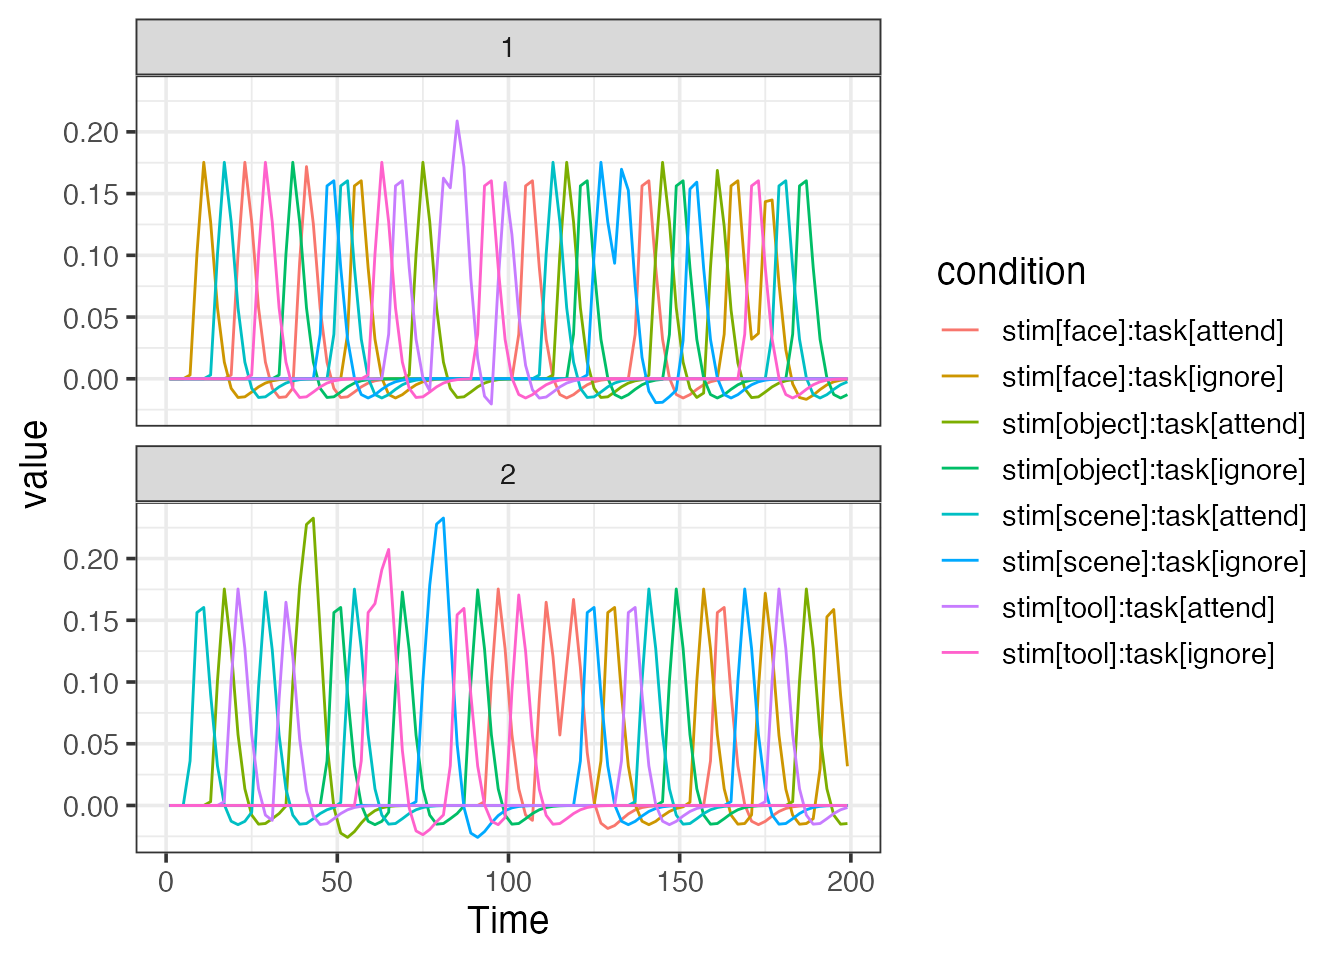 1
0.20
0.15
0.10
0.05
0.00
2
0.20
0.15
0.10
0.05
0.00
0 50 100 150 200
Time
value
condition
stim[face]:task[attend]
stim[face]:task[ignore]
stim[object]:task[attend]
stim[object]:task[ignore]
stim[scene]:task[attend]
stim[scene]:task[ignore]
stim[tool]:task[attend]
stim[tool]:task[ignore]